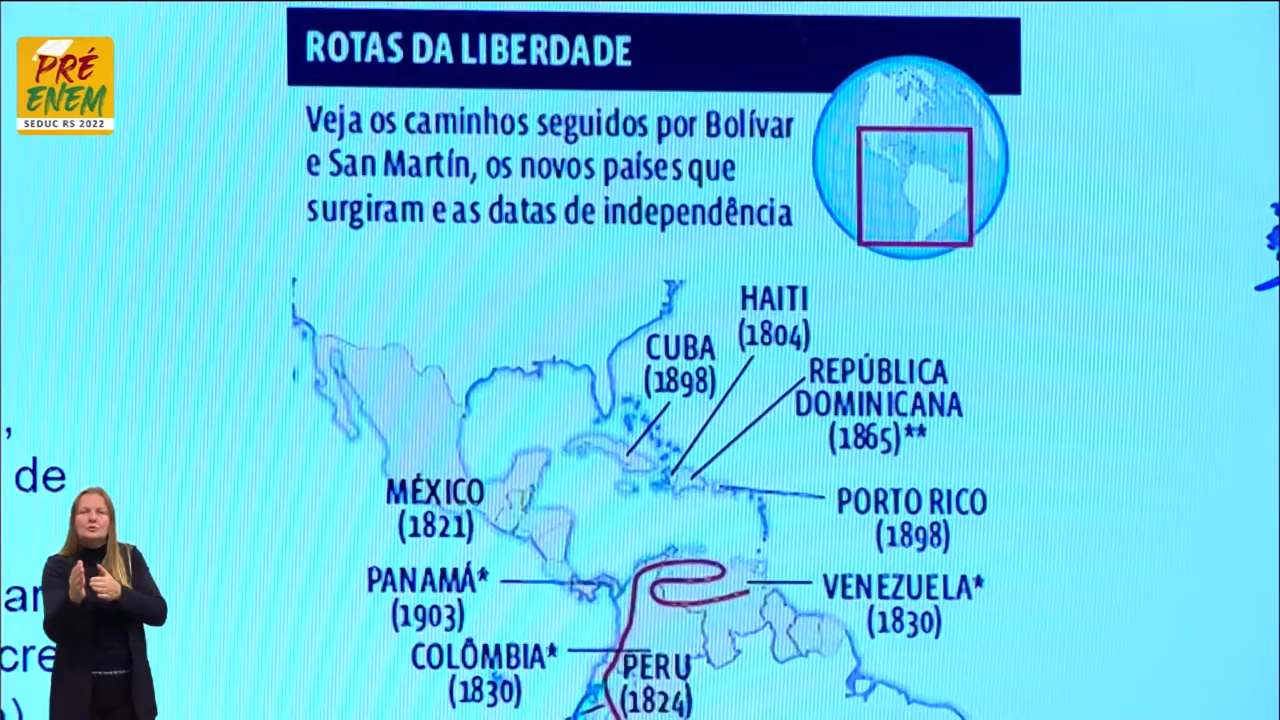 PRÉ
ENEM
SEDUC RS 2022
ROTAS DA LIBERDADE
Veja os caminhos seguidos por Bolívar
e San Martín, os novos países que
surgiram e as datas de independência
HAITI
(1804)
CUBA
(1898)
REPÚBLICA
DOMINICANA
(1865)**
MÉXICO
(1821)
PORTO RICO
(1898)
PANAMÁ*
(1903)
VENEZUELA*
(1830)
COLÔMBIA*
(1830)
PERU
(1824)
,
de
ar
cre
)